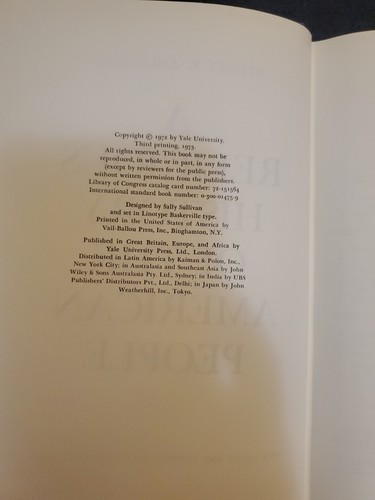 Copyright © 1972 by Yale University.
Third printing, 1973.
All rights reserved. This book may not be
reproduced, in whole or in part, in any form
(except by reviewers for the public press),
without written permission from the publishers.
Library of Congress catalog card number: 72-151564
International standard book number: 0-300-01475-9
Designed by Sally Sullivan
and set in Linotype Baskerville type.
Printed in the United States of America by
Vail-Ballou Press, Inc., Binghamton, N.Y.
Published in Great Britain, Europe, and Africa by
Yale University Press, Ltd., London.
Distributed in Latin America by Kaiman & Polon, Inc.,
New York City; in Australasia and Southeast Asia by John
Wiley & Sons Australasia Pty. Ltd., Sydney; in India by UBS
Publishers' Distributors Pvt., Ltd., Delhi; in Japan by John
Weatherhill, Inc., Tokyo.